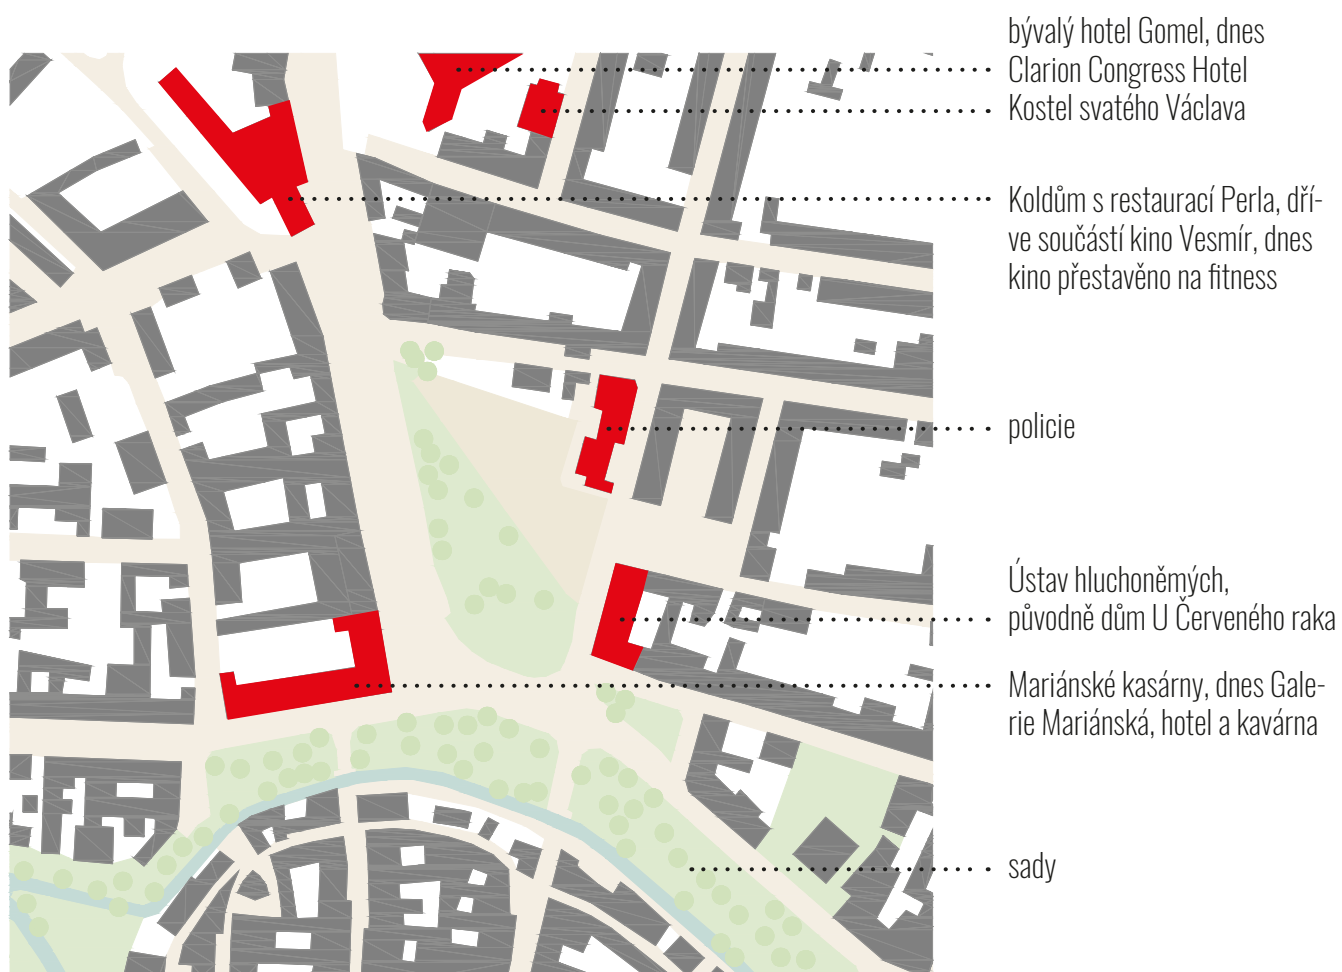 bývalý hotel Gomel, dnes
Clarion Congress Hotel
Kostel svatého Václava
Koldům s restaurací Perla, dří-
ve součástí kino Vesmír, dnes
kino přestavěno na fitness
policie
Ústav hluchoněmých,
původně dům U Červeného raka
Mariánské kasárny, dnes Gale-
rie Mariánská, hotel a kavárna
sady